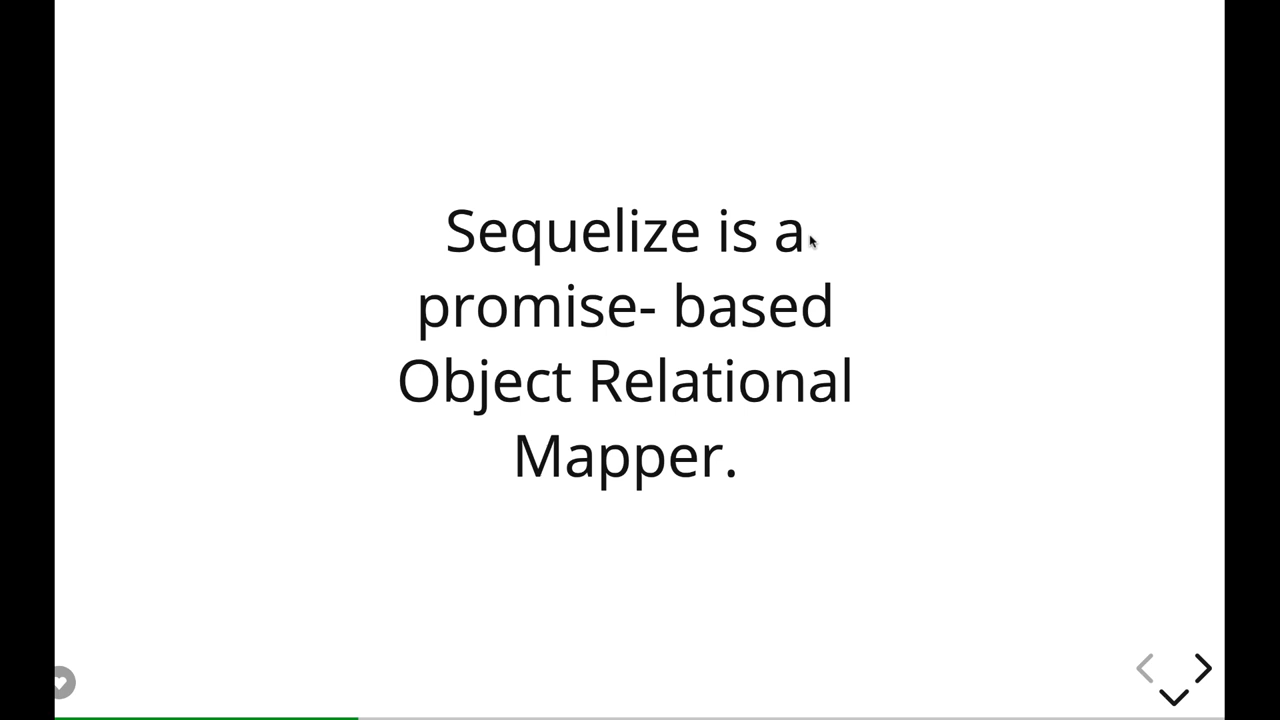 Sequelize is a
promise- based
Object Relational
Mapper.